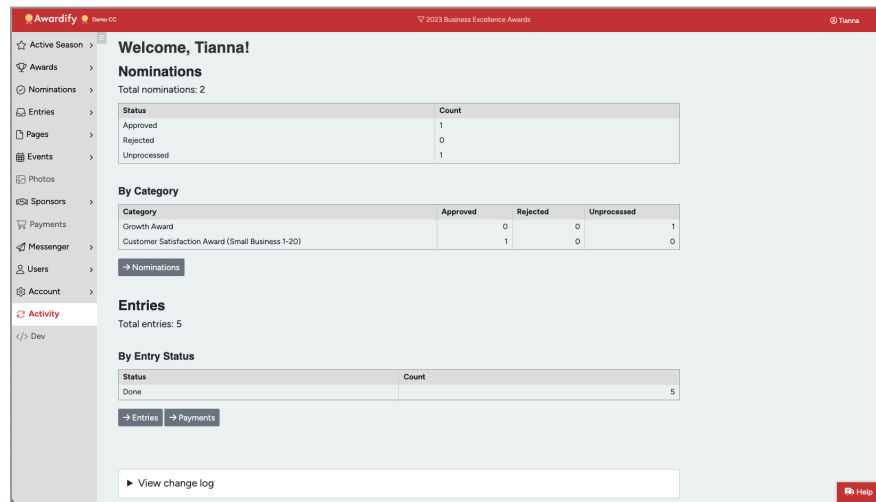 Awardify Demo CC
2023 Business Excellence Awards
Tianna
Active Season
Awards
Nominations
Entries
Pages
Events
Photos
Sponsors
Payments
Messenger
Users
Account
Activity
</> Dev
Welcome, Tianna!
Nominations
Total nominations: 2
Status Count
Approved 1
Rejected 0
Unprocessed 1
By Category
Category Approved Rejected Unprocessed
Growth Award 0 0 1
Customer Satisfaction Award (Small Business 1-20) 1 0 0
→ Nominations
Entries
Total entries: 5
By Entry Status
Status Count
Done 5
→ Entries → Payments
▶ View change log
Help